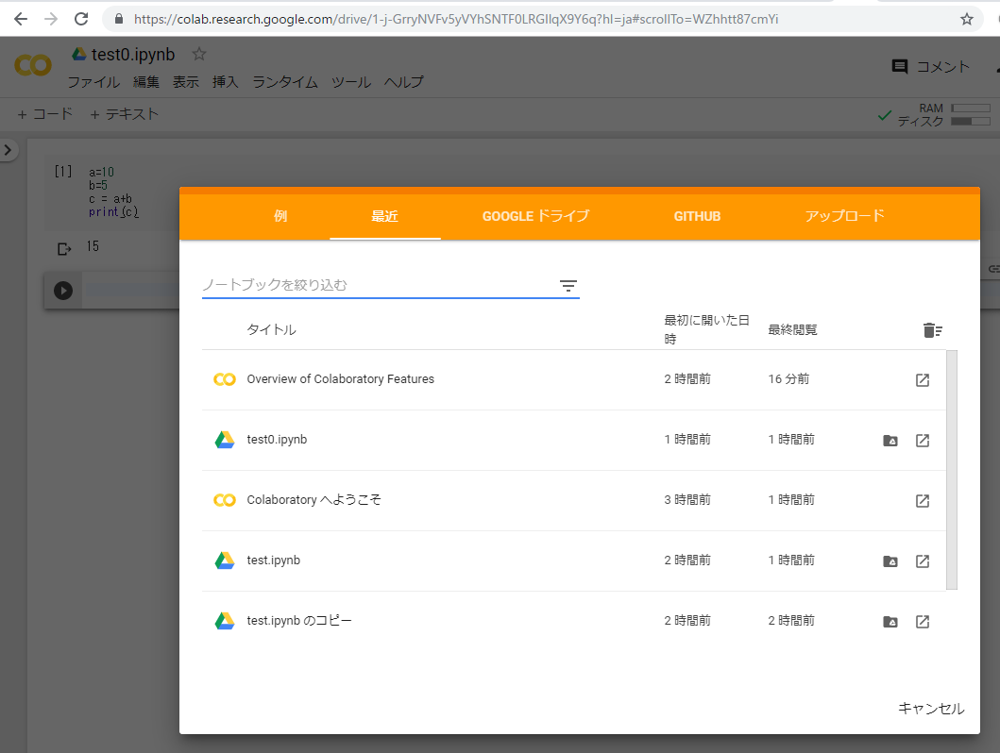 https://colab.research.google.com/drive/1-j-GrryNVFv5yVYhSNTF0LRGIlqX9Y6q?hl=ja#scrollTo=WZhhtt87cmYi
test0.ipynb
ファイル 編集 表示 挿入 ランタイム ツール ヘルプ
コメント
+ コード + テキスト
RAM
ディスク
[1] a=10
b=5
c = a+b
print(c)
15
例 最近 GOOGLE ドライブ GITHUB アップロード
ノートブックを絞り込む
タイトル 最初に開いた日時 最終閲覧
Overview of Colaboratory Features 2 時間前 16 分前
test0.ipynb 1 時間前 1 時間前
Colaboratory へようこそ 3 時間前 1 時間前
test.ipynb 2 時間前 1 時間前
test.ipynb のコピー 2 時間前 2 時間前
キャンセル